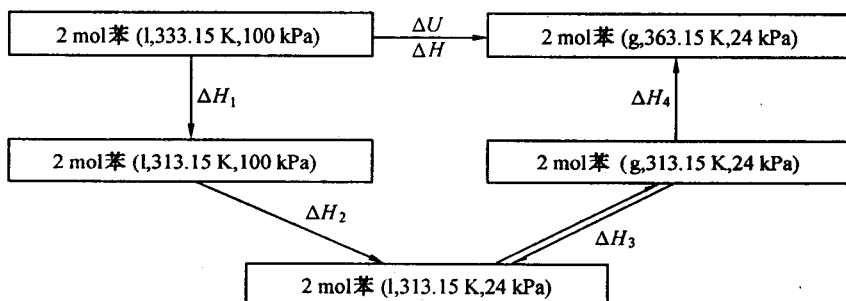 2 mol苯 (l,333.15 K,100 kPa)
ΔU
ΔH
2 mol苯 (g,363.15 K,24 kPa)
ΔH₁
ΔH₄
2 mol苯 (l,313.15 K,100 kPa)
2 mol苯 (g,313.15 K,24 kPa)
ΔH₂
ΔH₃
2 mol苯 (l,313.15 K,24 kPa)